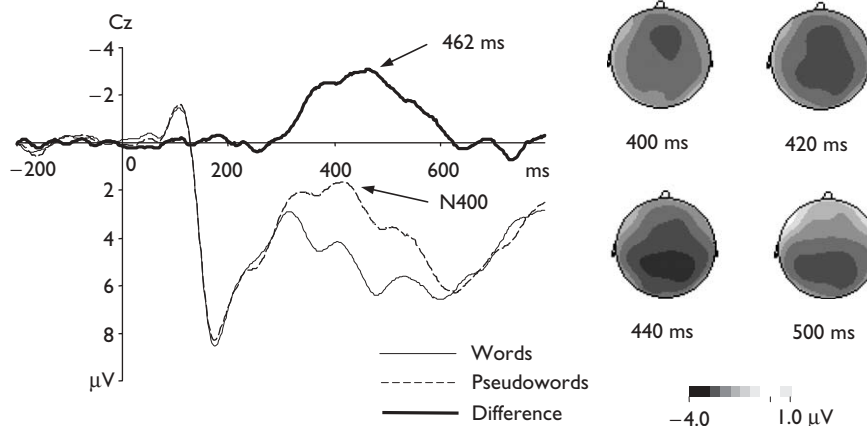 Cz
−4
−2
462 ms
−200
0
200
400
ms
600
2
4
6
8
μV
N400
Words
Pseudowords
Difference
400 ms
420 ms
440 ms
500 ms
−4.0
1.0 μV